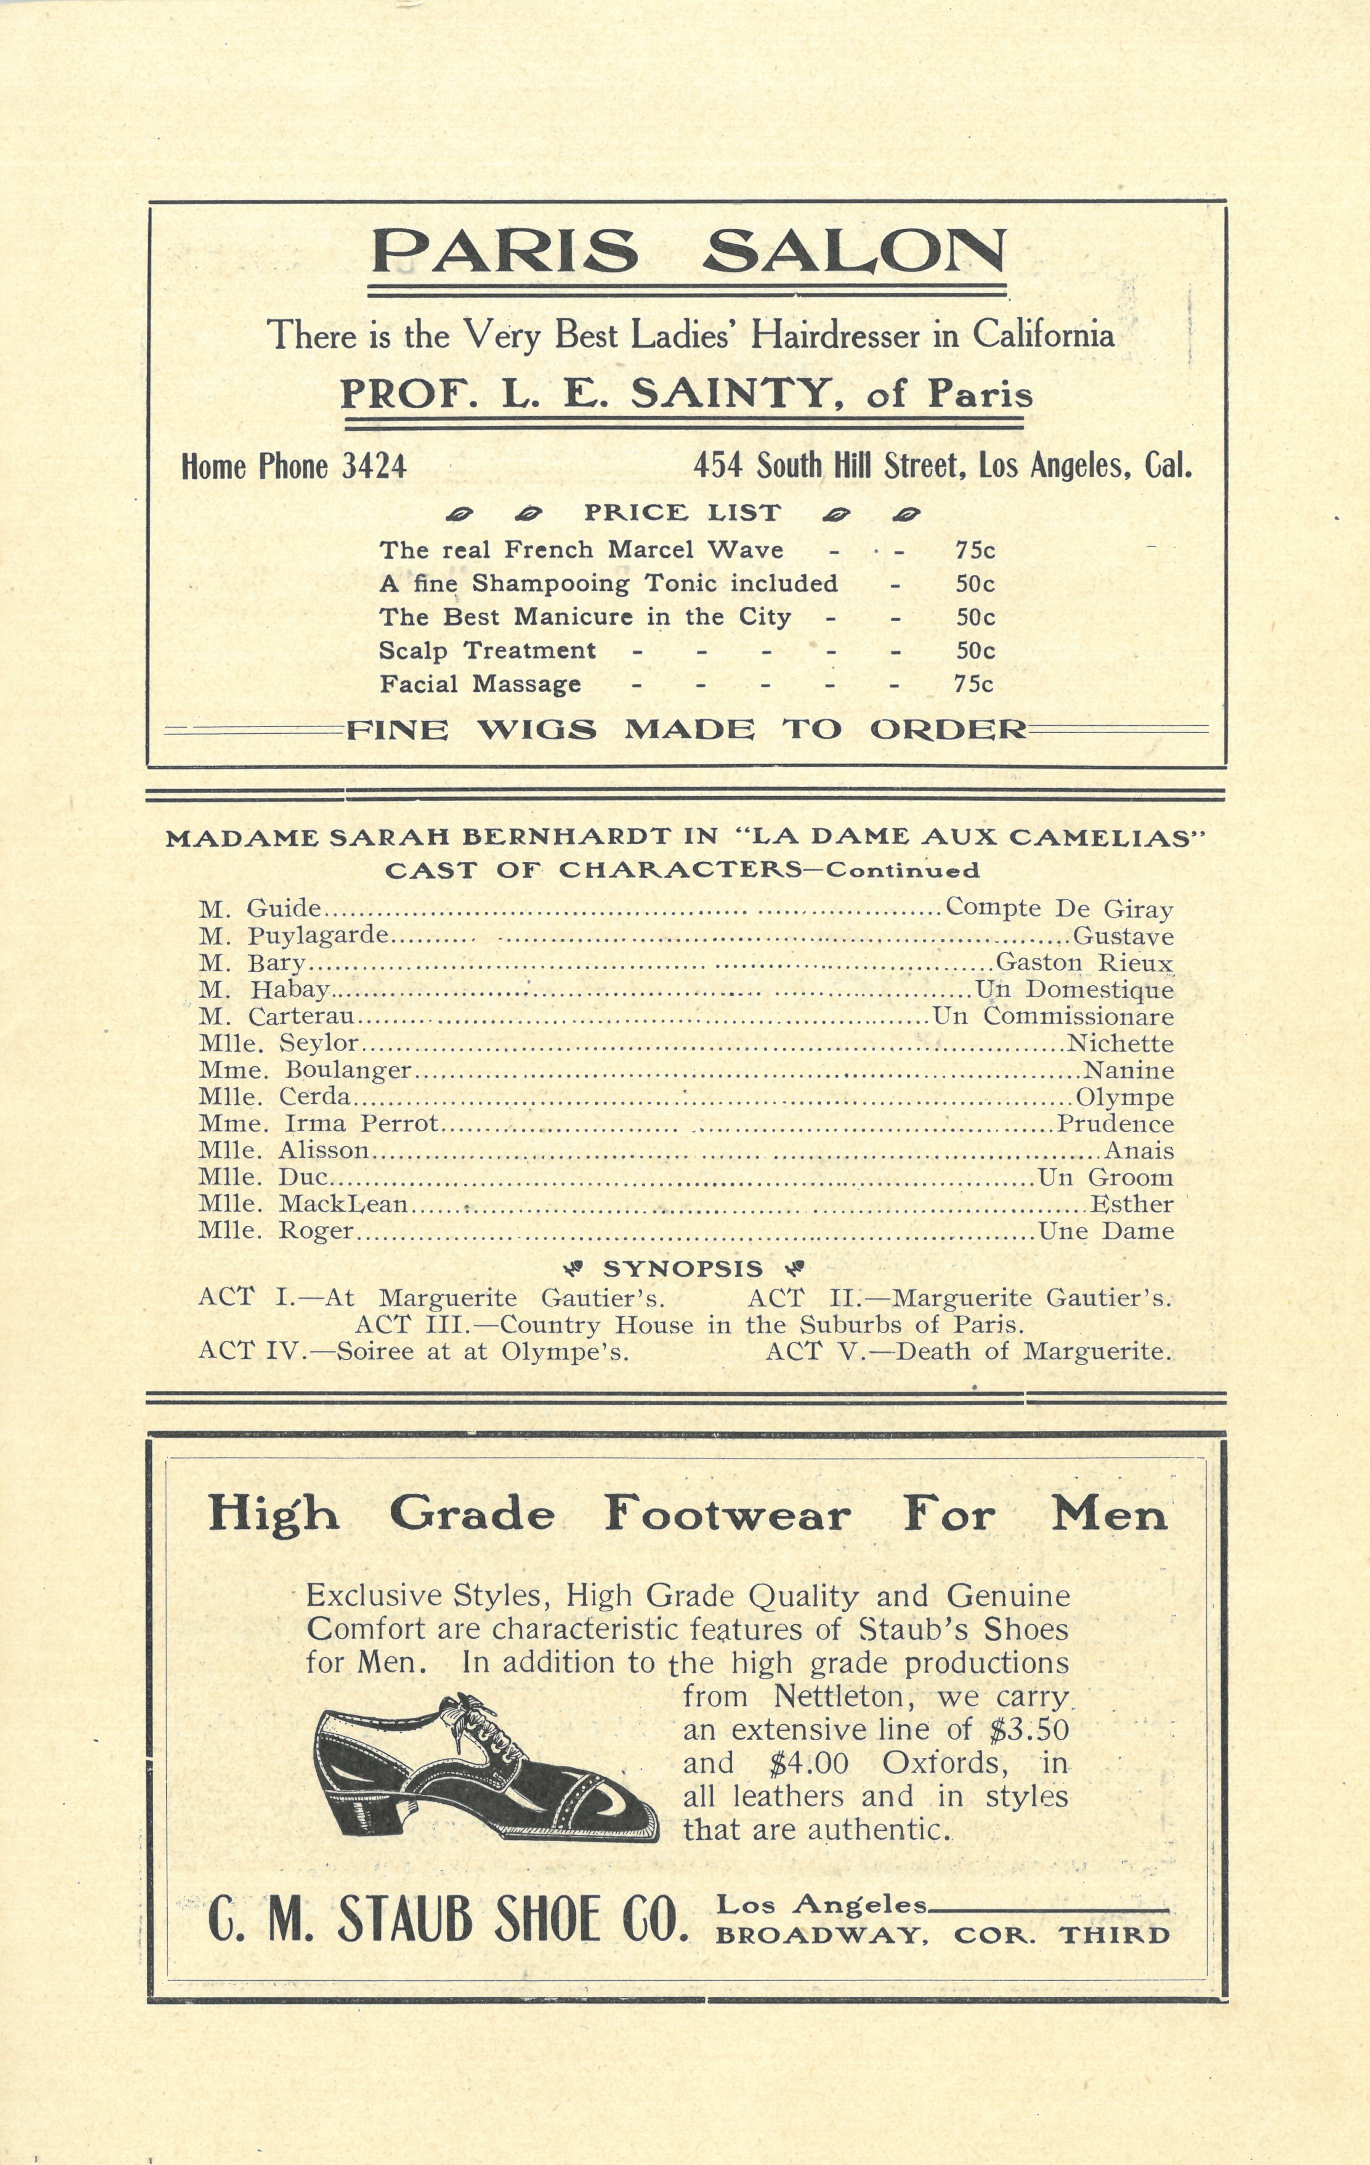 PARIS SALON
There is the Very Best Ladies' Hairdresser in California
PROF. L. E. SAINTY, of Paris
Home Phone 3424 454 South Hill Street, Los Angeles, Cal.
PRICE LIST
The real French Marcel Wave - - 75c
A fine Shampooing Tonic included - 50c
The Best Manicure in the City - - 50c
Scalp Treatment - - - - - 50c
Facial Massage - - - - - 75c
FINE WIGS MADE TO ORDER
MADAME SARAH BERNHARDT IN "LA DAME AUX CAMELIAS"
CAST OF CHARACTERS—Continued
M. Guide........Compte De Giray
M. Puylagarde........Gustave
M. Bary........Gaston Rieux
M. Habay........Un Domestique
M. Carterau........Un Commissionare
Mlle. Seylor........Nichette
Mme. Boulanger........Nanine
Mlle. Cerda........Olympe
Mme. Irma Perrot........Prudence
Mlle. Alisson........Anais
Mlle. Duc........Un Groom
Mlle. MackLean........Esther
Mlle. Roger........Une Dame
SYNOPSIS
ACT I.—At Marguerite Gautier's. ACT II.—Marguerite Gautier's.
ACT III.—Country House in the Suburbs of Paris.
ACT IV.—Soiree at at Olympe's. ACT V.—Death of Marguerite.
High Grade Footwear For Men
Exclusive Styles, High Grade Quality and Genuine
Comfort are characteristic features of Staub's Shoes
for Men. In addition to the high grade productions
from Nettleton, we carry
an extensive line of $3.50
and $4.00 Oxfords, in
all leathers and in styles
that are authentic.
C. M. STAUB SHOE CO. Los Angeles
BROADWAY, COR. THIRD